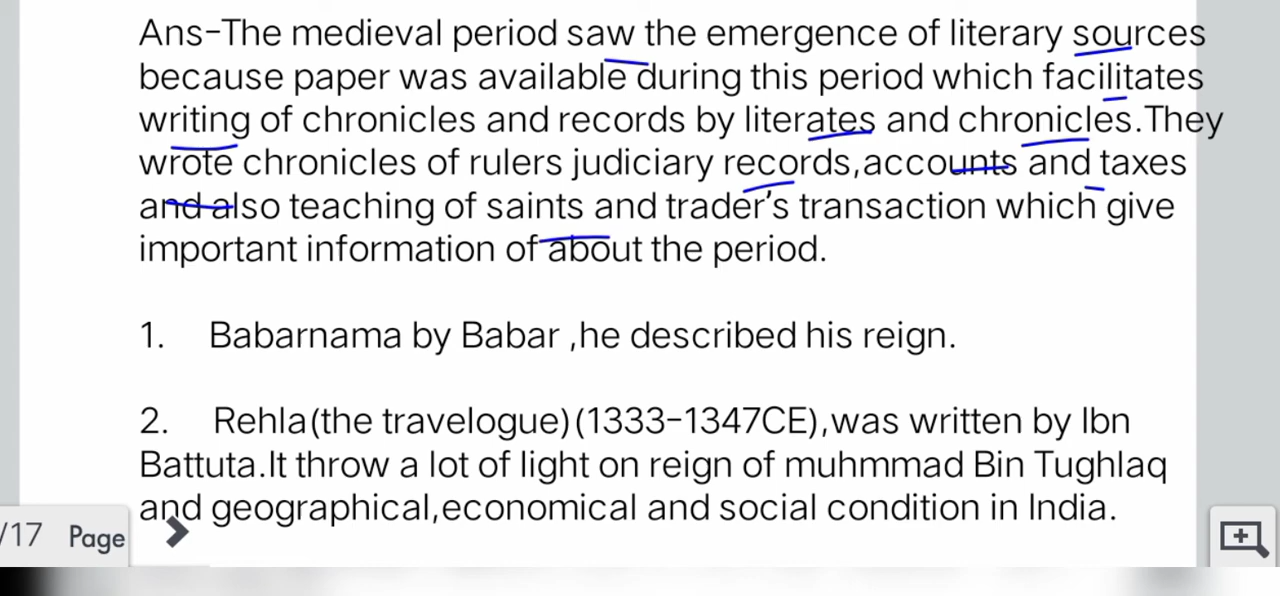 Ans-The medieval period saw the emergence of literary sources
because paper was available during this period which facilitates
writing of chronicles and records by literates and chronicles.They
wrote chronicles of rulers judiciary records,accounts and taxes
and also teaching of saints and trader's transaction which give
important information of about the period.
1. Babarnama by Babar ,he described his reign.
2. Rehla(the travelogue)(1333-1347CE),was written by Ibn
Battuta.It throw a lot of light on reign of muhmmad Bin Tughlaq
and geographical,economical and social condition in India.
/17 Page